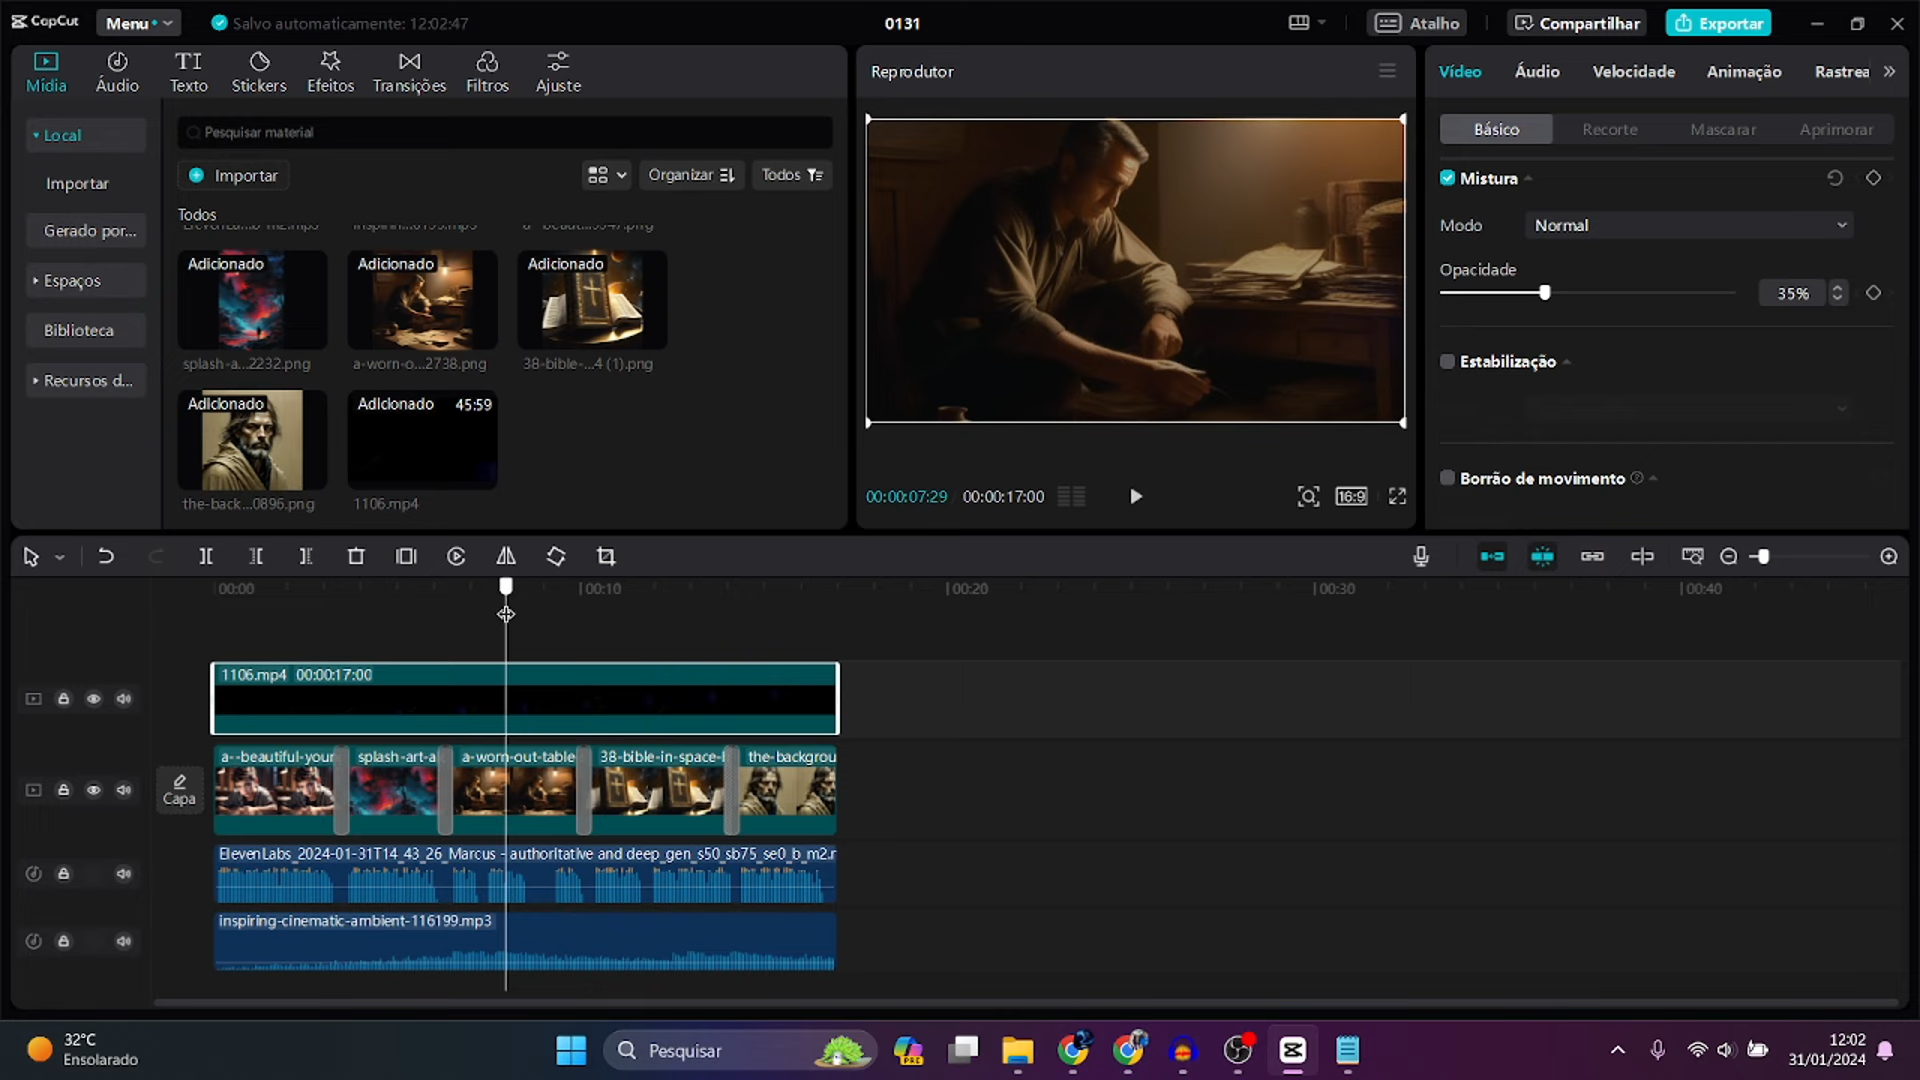 CapCut
Menu
Salvo automaticamente: 12:02:47
0131
Atalho
Compartilhar
Exportar
Mídia
Áudio
Texto
Stickers
Efeitos
Transições
Filtros
Ajuste
Local
Importar
Gerado por...
Espaços
Biblioteca
Recursos d...
Pesquisar material
Importar
Organizar
Todos
Todos
Adicionado
splash-a...2232.png
Adicionado
a-worn-o...2738.png
Adicionado
38-bible-...4 (1).png
Adicionado
the-back...0896.png
Adicionado 45:59
1106.mp4
Reprodutor
00:00:07:29 00:00:17:00
16:9
Vídeo
Áudio
Velocidade
Animação
Rastrea
Básico
Recorte
Mascarar
Aprimorar
Mistura
Modo
Normal
Opacidade
35%
Estabilização
Borrão de movimento
00:00
00:10
00:20
00:30
00:40
1106.mp4 00:00:17:00
Capa
a--beautiful-your
splash-art-a
a-worn-out-table
38-bible-in-space-
the-backgrou
ElevenLabs_2024-01-31T14_43_26_Marcus - authoritative and deep_gen_s50_sb75_se0_b_m2.r
inspiring-cinematic-ambient-116199.mp3
32°C
Ensolarado
Pesquisar
PRE
12:02
31/01/2024